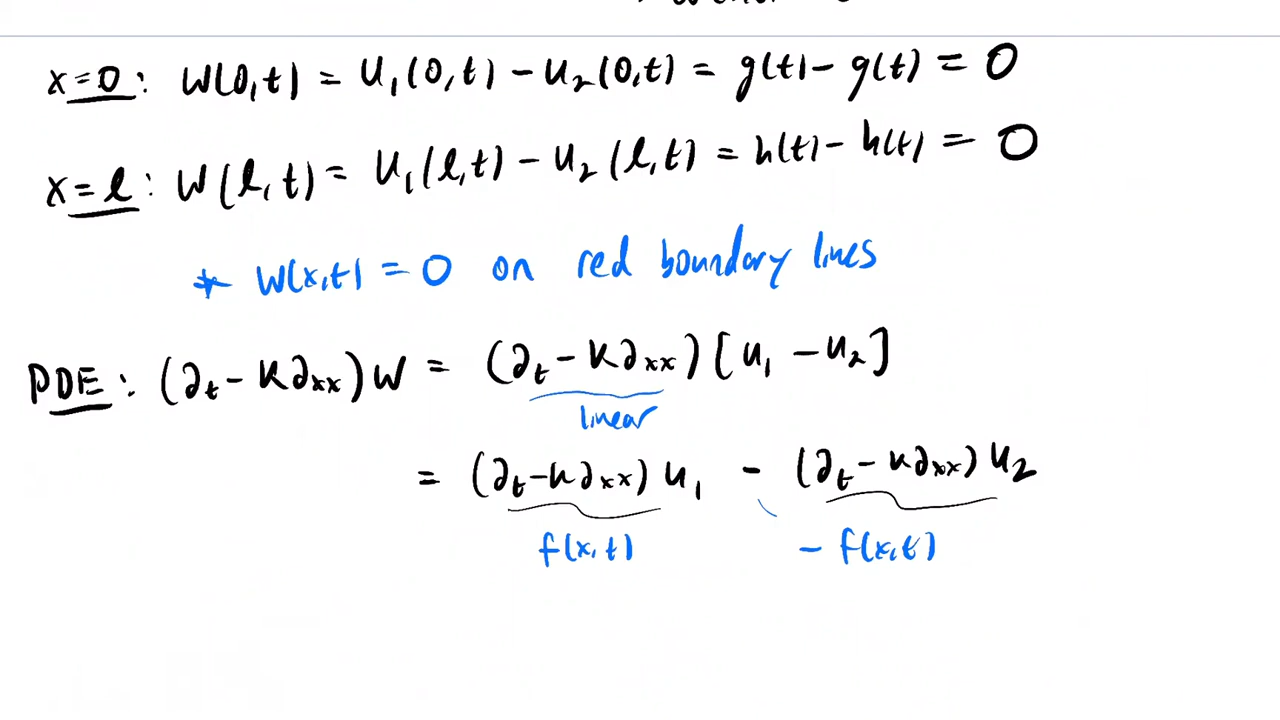 x=0: W(0,t) = u₁(0,t) - u₂(0,t) = g(t) - g(t) = 0
x=l: W(l,t) = u₁(l,t) - u₂(l,t) = h(t) - h(t) = 0
* W(x,t) = 0 on red boundary lines
PDE: (∂t - k∂xx)W = (∂t - k∂xx)[u₁ - u₂]
linear
= (∂t - k∂xx)u₁ - (∂t - k∂xx)u₂
f(x,t) - f(x,t)